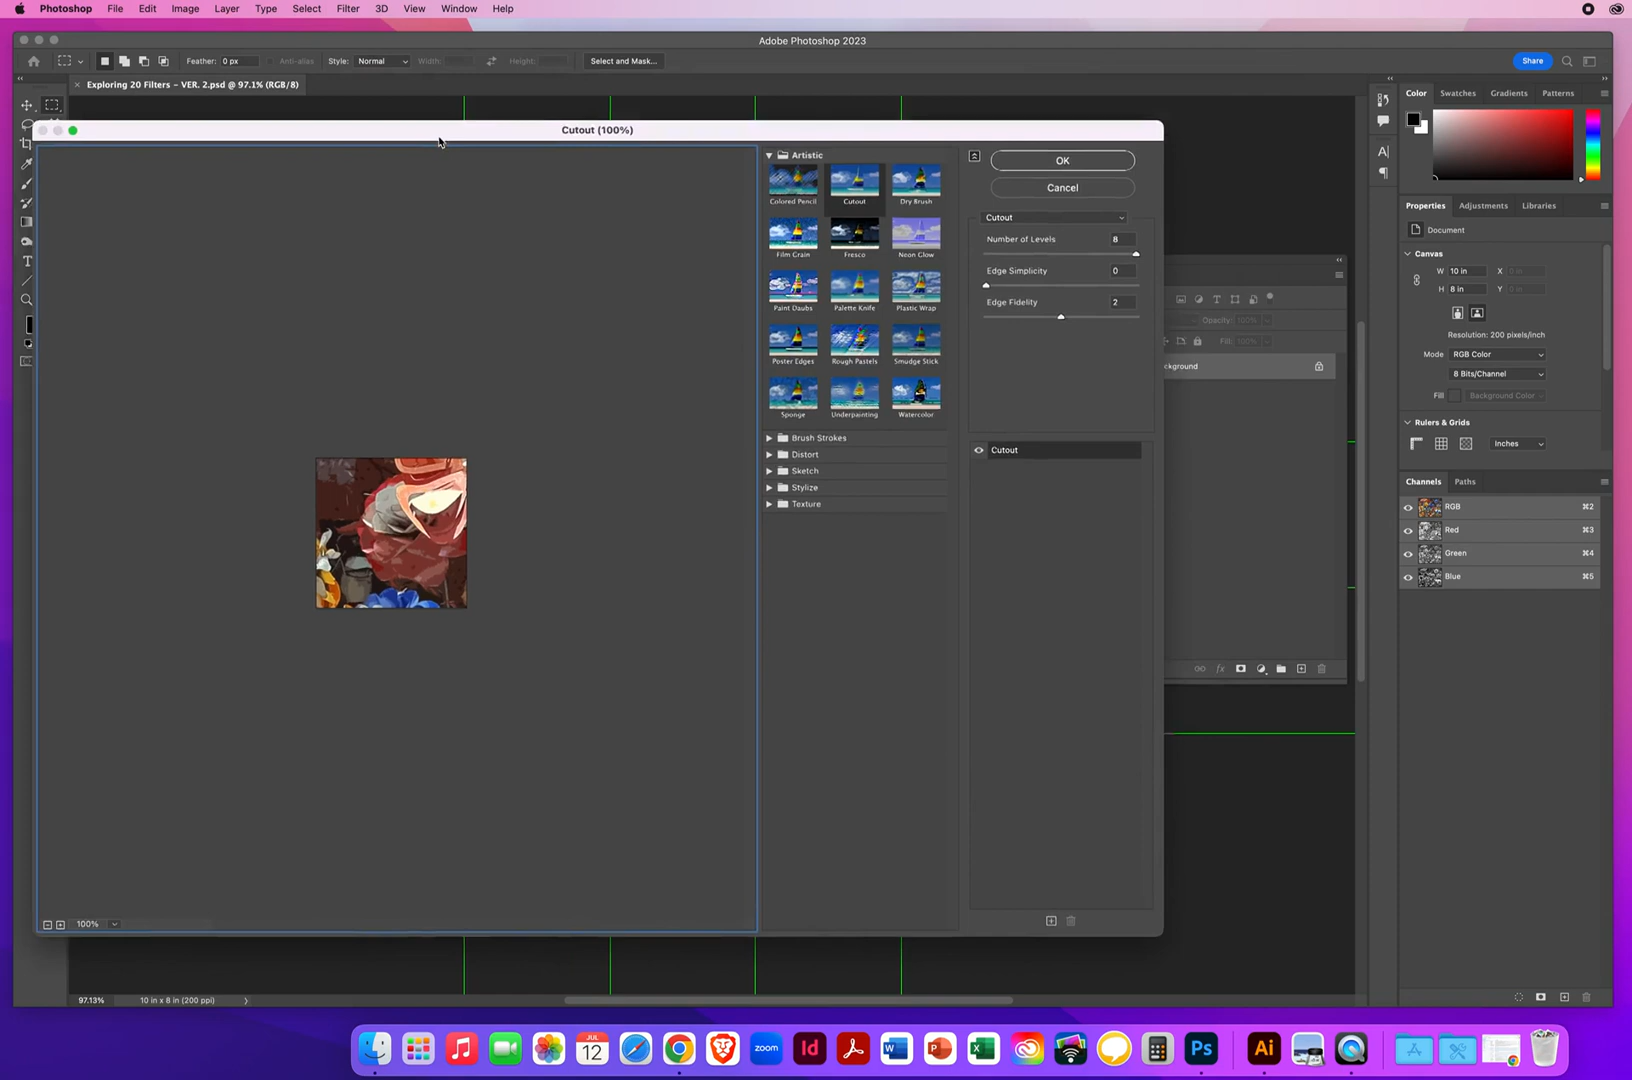 Photoshop File Edit Image Layer Type Select Filter 3D View Window Help
Adobe Photoshop 2023
Feather: 0 px Anti-alias Style: Normal Width: Height: Select and Mask... Share
Exploring 20 Filters – VER. 2.psd @ 97.1% (RGB/8)
Cutout (100%)
Artistic
Colored Pencil Cutout Dry Brush
Film Grain Fresco Neon Glow
Paint Daubs Palette Knife Plastic Wrap
Poster Edges Rough Pastels Smudge Stick
Sponge Underpainting Watercolor
Brush Strokes
Distort
Sketch
Stylize
Texture
OK
Cancel
Cutout
Number of Levels 8
Edge Simplicity 0
Edge Fidelity 2
Cutout
100%
Opacity: 100%
Fill: 100%
ckground
Color Swatches Gradients Patterns
Properties Adjustments Libraries
Document
Canvas
W 10 in X 0 in
H 8 in Y 0 in
Resolution: 200 pixels/inch
Mode RGB Color
8 Bits/Channel
Fill Background Color
Rulers & Grids
Inches
Channels Paths
RGB ⌘2
Red ⌘3
Green ⌘4
Blue ⌘5
97.13% 10 in x 8 in (200 ppi)
JUL
12
zoom
Id
W
P
X
Ps
Ai